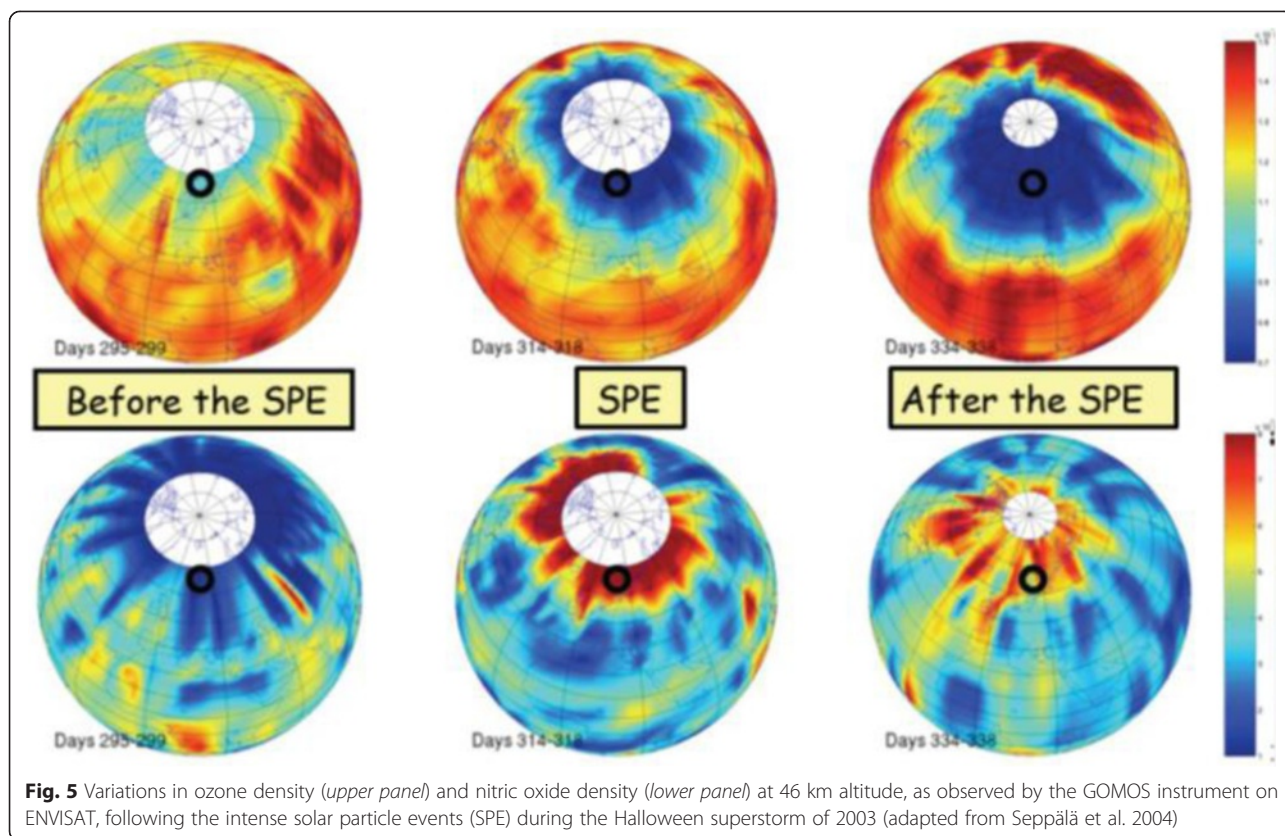 Days 295-299
Days 314-318
Days 334-338
Before the SPE
SPE
After the SPE
Days 295-299
Days 314-318
Days 334-338
Fig. 5 Variations in ozone density (upper panel) and nitric oxide density (lower panel) at 46 km altitude, as observed by the GOMOS instrument on
ENVISAT, following the intense solar particle events (SPE) during the Halloween superstorm of 2003 (adapted from Seppälä et al. 2004)